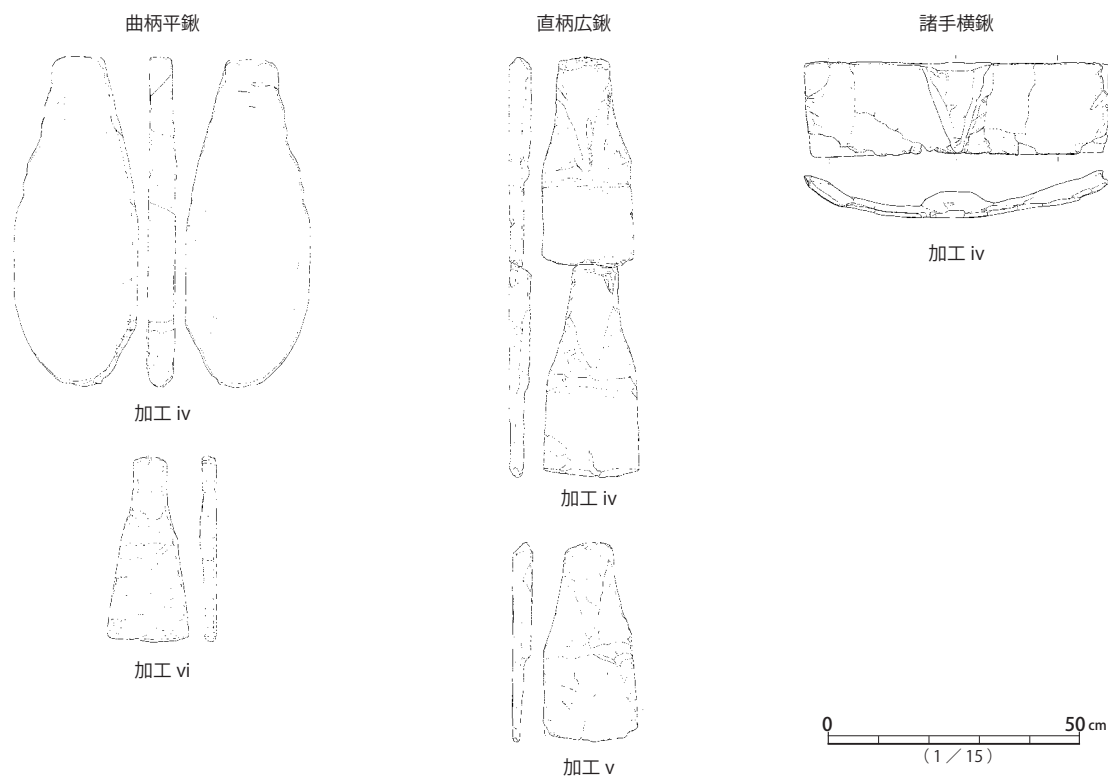 曲柄平鍬
直柄広鍬
諸手横鍬
加工 iv
加工 iv
加工 iv
加工 vi
加工 v
0 50 cm
（1／15）